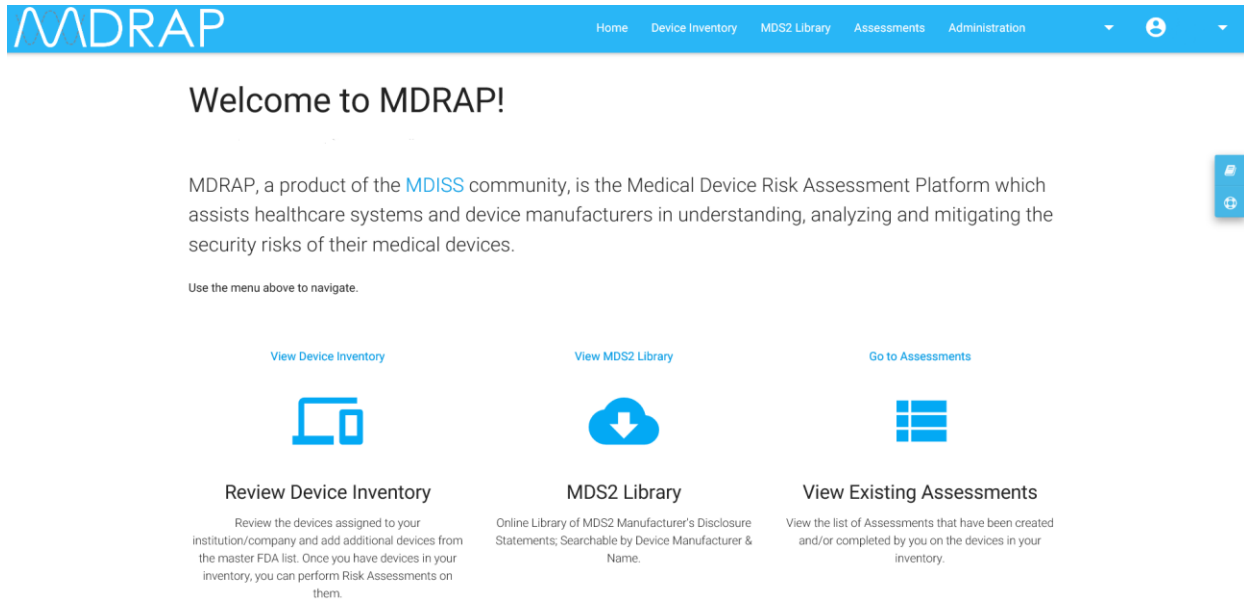 MDRAP
Home Device Inventory MDS2 Library Assessments Administration
Welcome to MDRAP!
MDRAP, a product of the MDISS community, is the Medical Device Risk Assessment Platform which
assists healthcare systems and device manufacturers in understanding, analyzing and mitigating the
security risks of their medical devices.
Use the menu above to navigate.
View Device Inventory
Review Device Inventory
Review the devices assigned to your
institution/company and add additional devices from
the master FDA list. Once you have devices in your
inventory, you can perform Risk Assessments on
them.
View MDS2 Library
MDS2 Library
Online Library of MDS2 Manufacturer's Disclosure
Statements; Searchable by Device Manufacturer &
Name.
Go to Assessments
View Existing Assessments
View the list of Assessments that have been created
and/or completed by you on the devices in your
inventory.